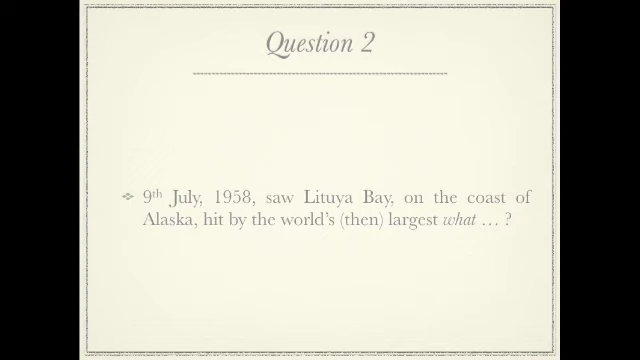 Question 2
9th July, 1958, saw Lituya Bay, on the coast of
Alaska, hit by the world's (then) largest what … ?